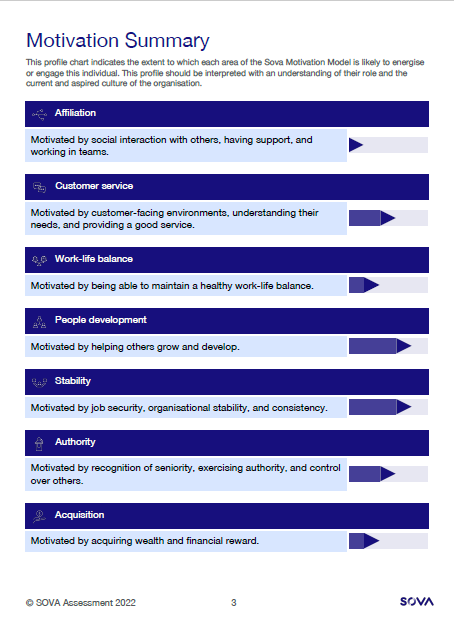 Motivation Summary
This profile chart indicates the extent to which each area of the Sova Motivation Model is likely to energise
or engage this individual. This profile should be interpreted with an understanding of their role and the
current and aspired culture of the organisation.
Affiliation
Motivated by social interaction with others, having support, and
working in teams.
Customer service
Motivated by customer-facing environments, understanding their
needs, and providing a good service.
Work-life balance
Motivated by being able to maintain a healthy work-life balance.
People development
Motivated by helping others grow and develop.
Stability
Motivated by job security, organisational stability, and consistency.
Authority
Motivated by recognition of seniority, exercising authority, and control
over others.
Acquisition
Motivated by acquiring wealth and financial reward.
© SOVA Assessment 2022 3 SOVA